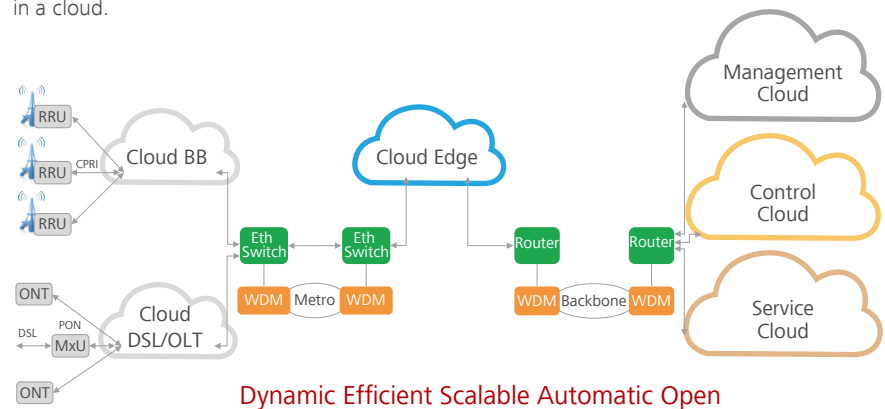 in a cloud.
Management
Cloud
RRU
Cloud BB
Cloud Edge
CPRI
RRU
Control
Cloud
RRU
Eth
Switch
Eth
Switch
Router
Router
WDM
Metro
WDM
WDM
Backbone
WDM
ONT
Cloud
DSL/OLT
Service
Cloud
DSL
PON
MxU
ONT
Dynamic Efficient Scalable Automatic Open